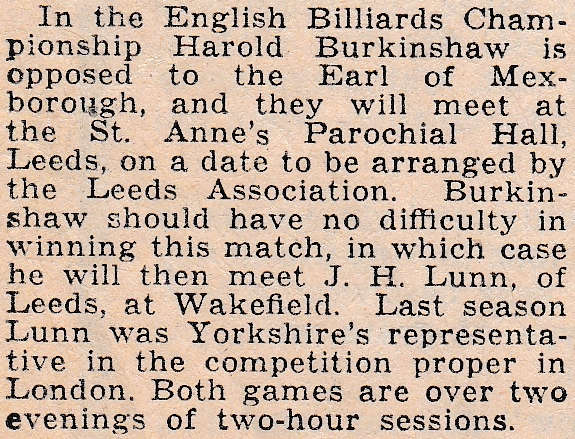 In the English Billiards Cham-
pionship Harold Burkinshaw is
opposed to the Earl of Mex-
borough, and they will meet at
the St. Anne's Parochial Hall,
Leeds, on a date to be arranged by
the Leeds Association. Burkin-
shaw should have no difficulty in
winning this match, in which case
he will then meet J. H. Lunn, of
Leeds, at Wakefield. Last season
Lunn was Yorkshire's representa-
tive in the competition proper in
London. Both games are over two
evenings of two-hour sessions.